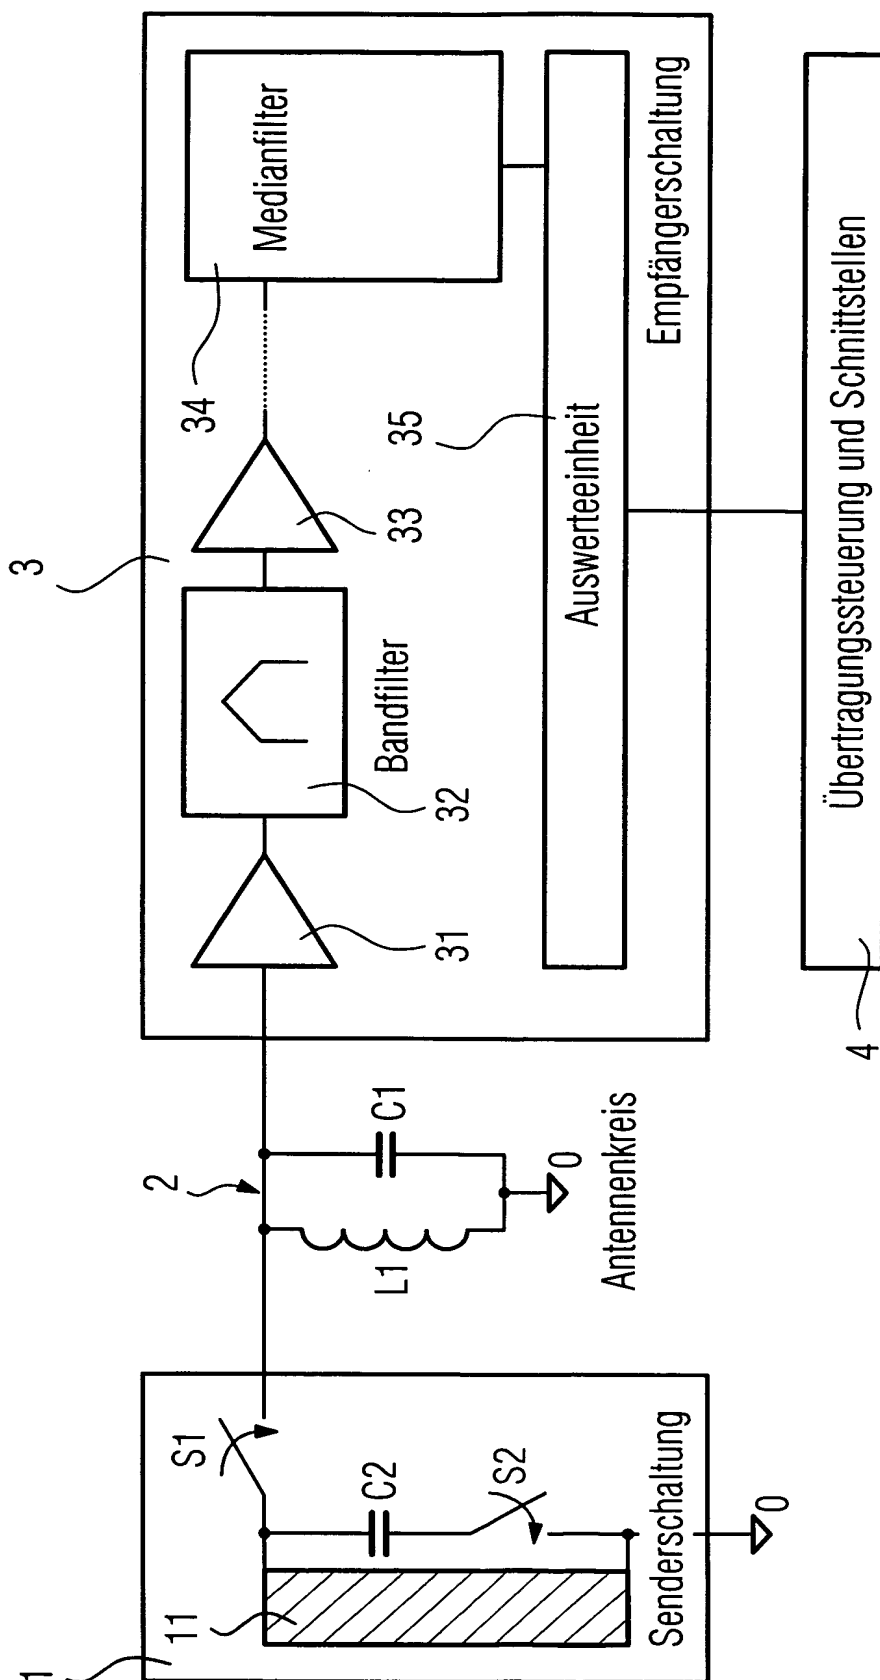 1
11
S1
C2
S2
Senderschaltung
0
2
L1
C1
0
Antennenkreis
3
31
32
Bandfilter
33
34
Medianfilter
35
Auswerteeinheit
Empfängerschaltung
4
Übertragungssteuerung und Schnittstellen